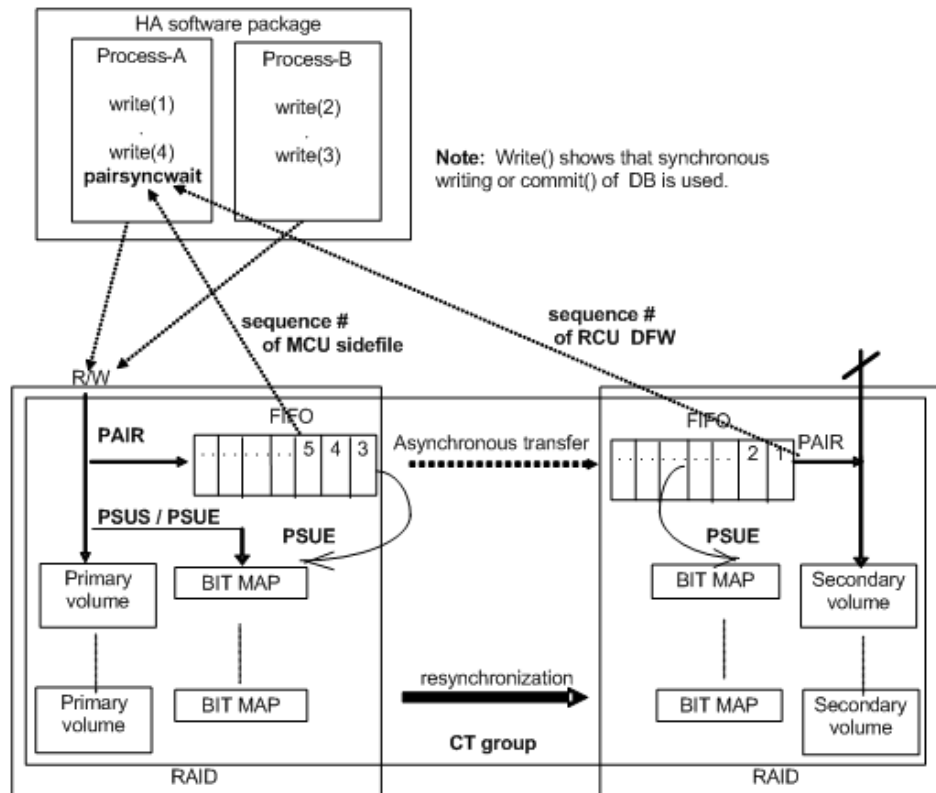 HA software package
Process-A
write(1)
.
write(4)
pairsyncwait
Process-B
write(2)
.
write(3)
Note: Write() shows that synchronous
writing or commit() of DB is used.
sequence #
of MCU sidefile
sequence #
of RCU DFW
R/W
FIFO
PAIR
. . . . . . . 5 4 3
Asynchronous transfer
FIFO
. . . . . . . . . 2 1
PAIR
PSUS / PSUE
PSUE
PSUE
Primary
volume
BIT MAP
BIT MAP
Secondary
volume
resynchronization
Primary
volume
BIT MAP
BIT MAP
Secondary
volume
CT group
RAID
RAID